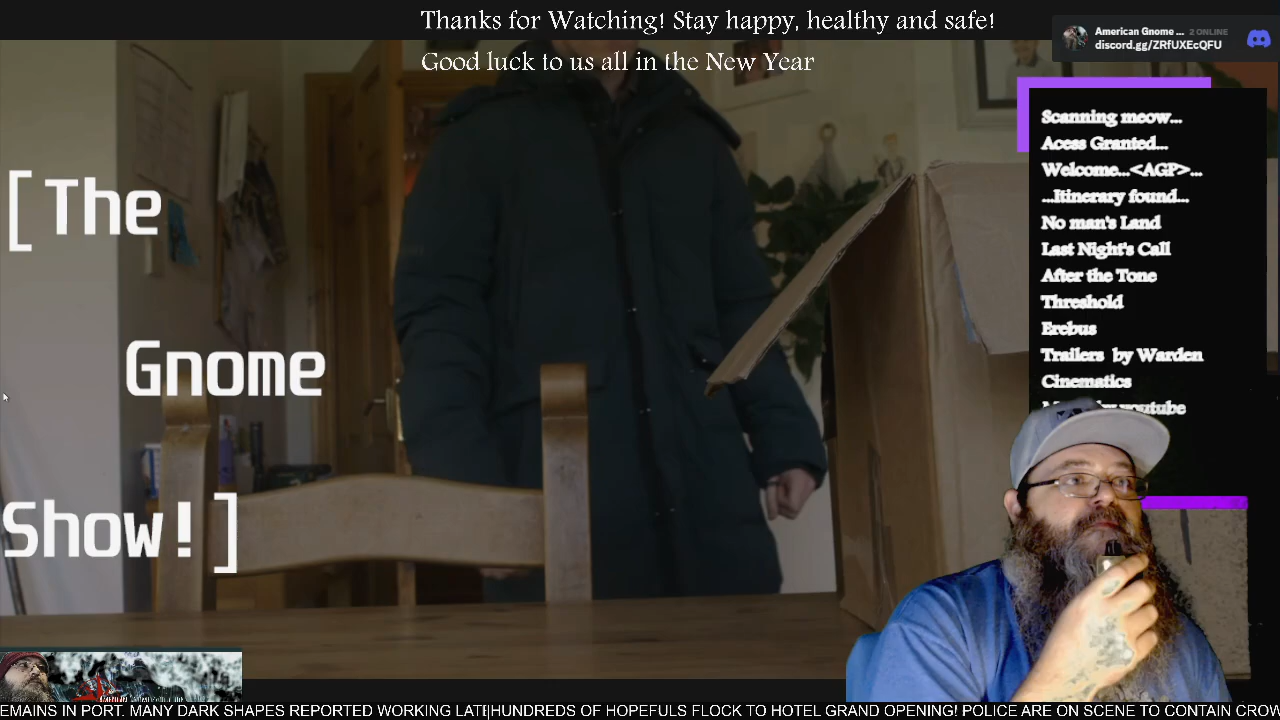 Thanks for Watching! Stay happy, healthy and safe!
Good luck to us all in the New Year
American Gnome ... 2 ONLINE
discord.gg/ZRfUXEcQFU
[The
Gnome
Show!]
Scanning meow...
Acess Granted...
Welcome...<AGP>...
...Itinerary found...
No man's Land
Last Night's Call
After the Tone
Threshold
Erebus
Trailers by Warden
Cinematics
youtube
EMAINS IN PORT. MANY DARK SHAPES REPORTED WORKING LATE|HUNDREDS OF HOPEFULS FLOCK TO HOTEL GRAND OPENING! POLICE ARE ON SCENE TO CONTAIN CROW